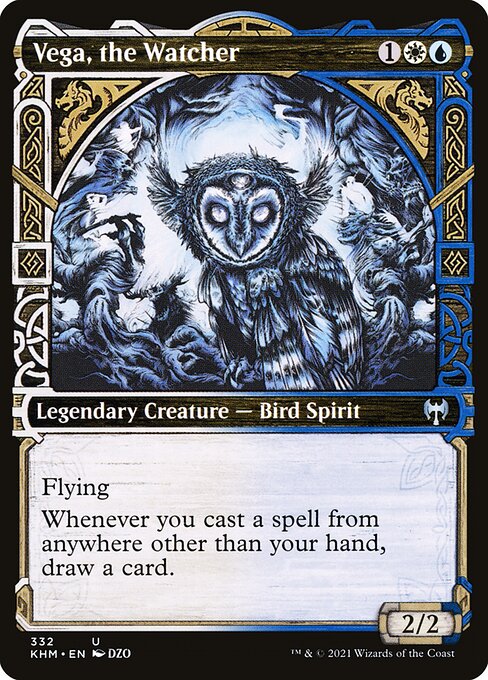 Vega, the Watcher 1
Legendary Creature — Bird Spirit
Flying
Whenever you cast a spell from
anywhere other than your hand,
draw a card.
2/2
332 U
KHM • EN DZO
™ & © 2021 Wizards of the Coast